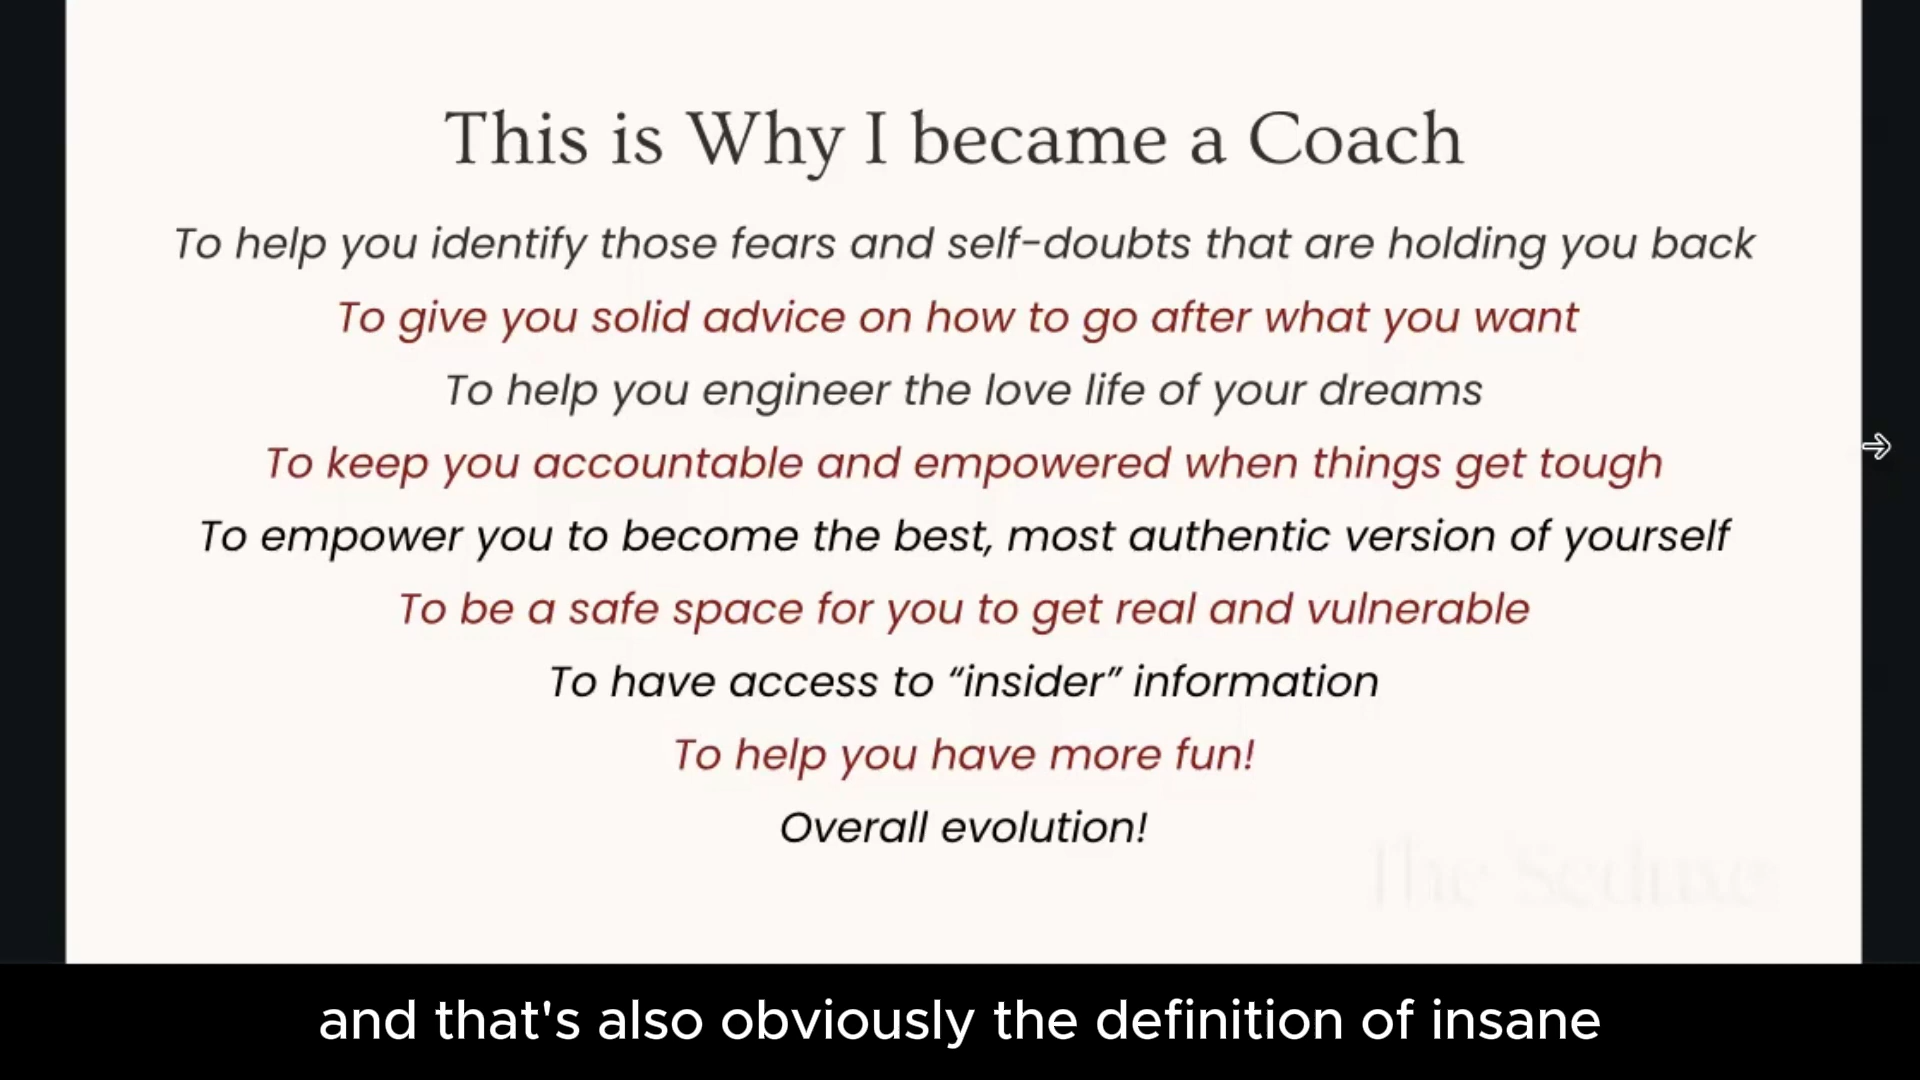 This is Why I became a Coach
To help you identify those fears and self-doubts that are holding you back
To give you solid advice on how to go after what you want
To help you engineer the love life of your dreams
To keep you accountable and empowered when things get tough
To empower you to become the best, most authentic version of yourself
To be a safe space for you to get real and vulnerable
To have access to “insider” information
To help you have more fun!
Overall evolution!
The
and that's also obviously the definition of insane